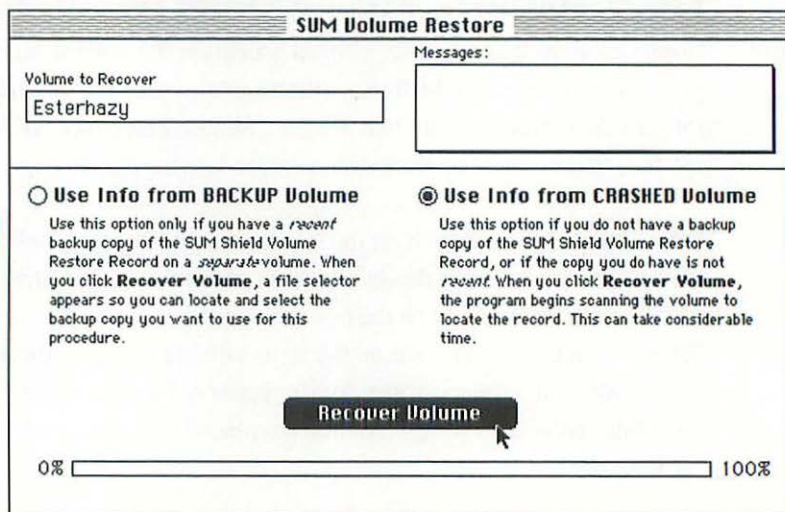 SUM Volume Restore
Volume to Recover
Esterhazy
Messages:
Use Info from BACKUP Volume
Use this option only if you have a recent
backup copy of the SUM Shield Volume
Restore Record on a separate volume. When
you click Recover Volume, a file selector
appears so you can locate and select the
backup copy you want to use for this
procedure.
Use Info from CRASHED Volume
Use this option if you do not have a backup
copy of the SUM Shield Volume Restore
Record, or if the copy you do have is not
recent. When you click Recover Volume,
the program begins scanning the volume to
locate the record. This can take considerable
time.
Recover Volume
0% 100%